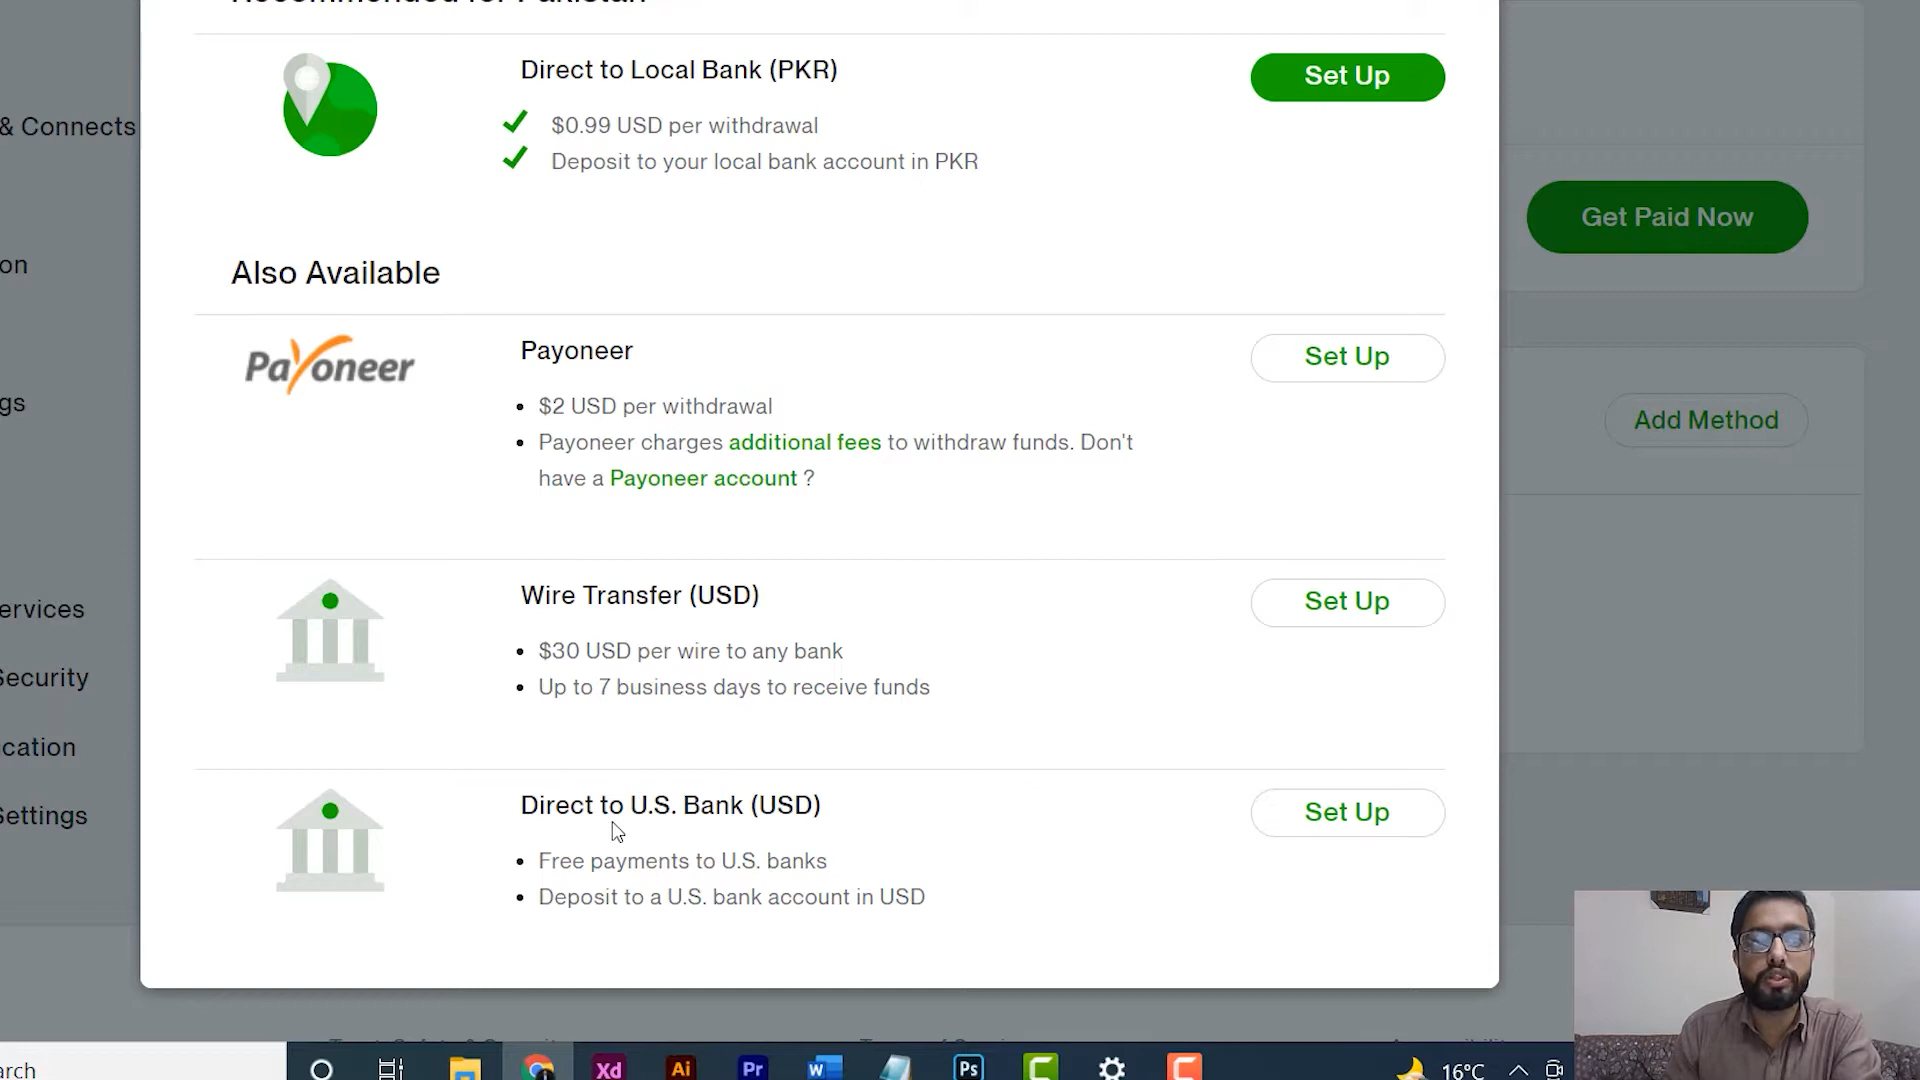 Recommended for Pakistan
Direct to Local Bank (PKR)
Set Up
$0.99 USD per withdrawal
Deposit to your local bank account in PKR
& Connects
Get Paid Now
on
Also Available
Payoneer
Payoneer
Set Up
$2 USD per withdrawal
Payoneer charges additional fees to withdraw funds. Don't
have a Payoneer account ?
gs
Add Method
Wire Transfer (USD)
Set Up
$30 USD per wire to any bank
Up to 7 business days to receive funds
ervices
Security
cation
Settings
Direct to U.S. Bank (USD)
Set Up
Free payments to U.S. banks
Deposit to a U.S. bank account in USD
arch
Xd
Ai
Pr
W
Ps
16°C